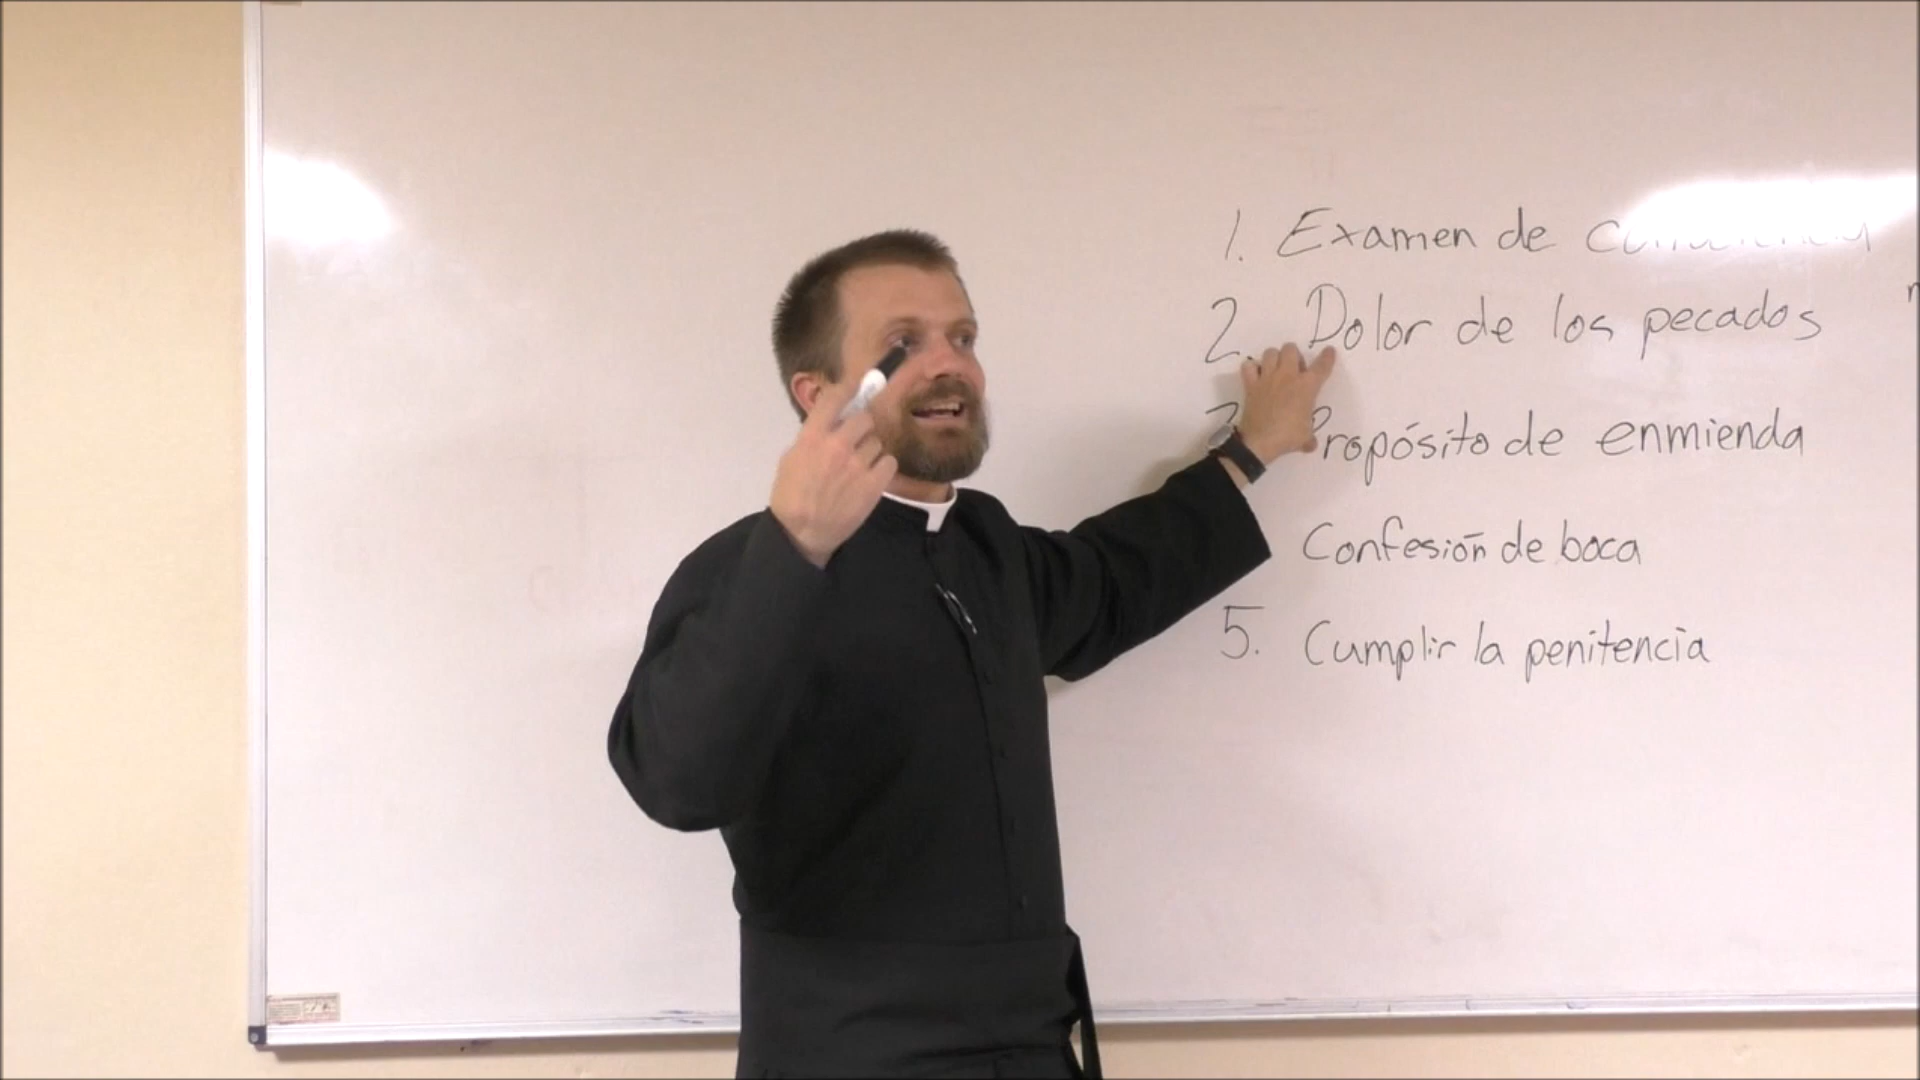 1. Examen de
2. Dolor de los pecados
Propósito de enmienda
Confesión de boca
5. Cumplir la penitencia